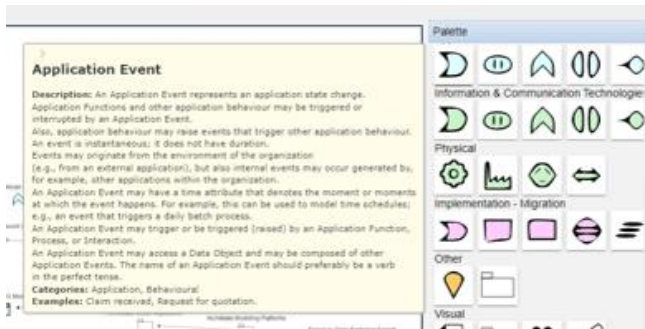 Palette
Application Event
Description: An Application Event represents an application state change.
Application Functions and other application behaviour may be triggered or
interrupted by an Application Event.
Also, application behaviour may raise events that trigger other application behaviour.
An event is instantaneous; it does not have duration.
Events may originate from the environment of the organization
(e.g., from an external application), but also internal events may occur generated by,
for example, other applications within the organization.
An Application Event may have a time attribute that denotes the moment or moments
at which the event happens. For example, this can be used to model time schedules;
e.g., an event that triggers a daily batch process.
An Application Event may trigger or be triggered (raised) by an Application Function,
Process, or Interaction.
An Application Event may access a Data Object and may be composed of other
Application Events. The name of an Application Event should preferably be a verb
in the perfect tense.
Categories: Application, Behavioural
Examples: Claim received, Request for quotation.
Information & Communication Technologies
Physical
Implementation - Migration
Other
Visual